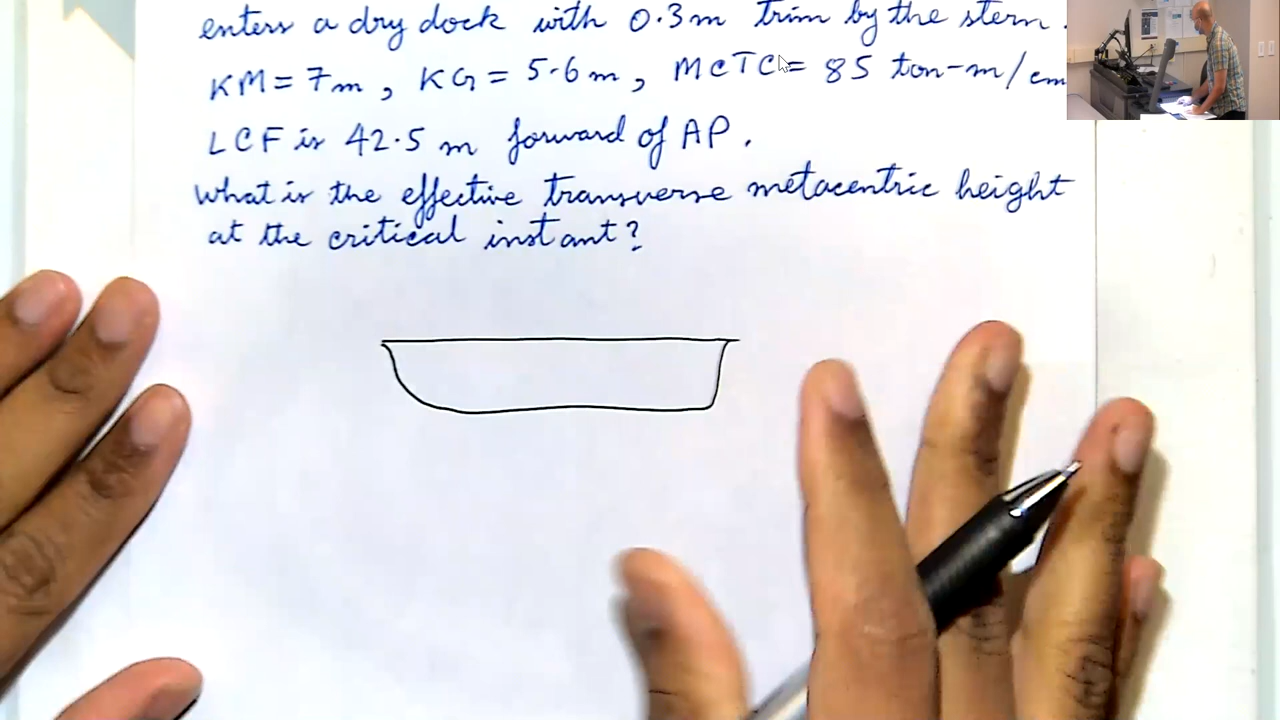 enters a dry dock with 0.3m trim by the stern.
KM = 7m, KG = 5.6m, MCTC = 85 ton-m/cm
LCF is 42.5 m forward of AP.
What is the effective transverse metacentric height
at the critical instant?